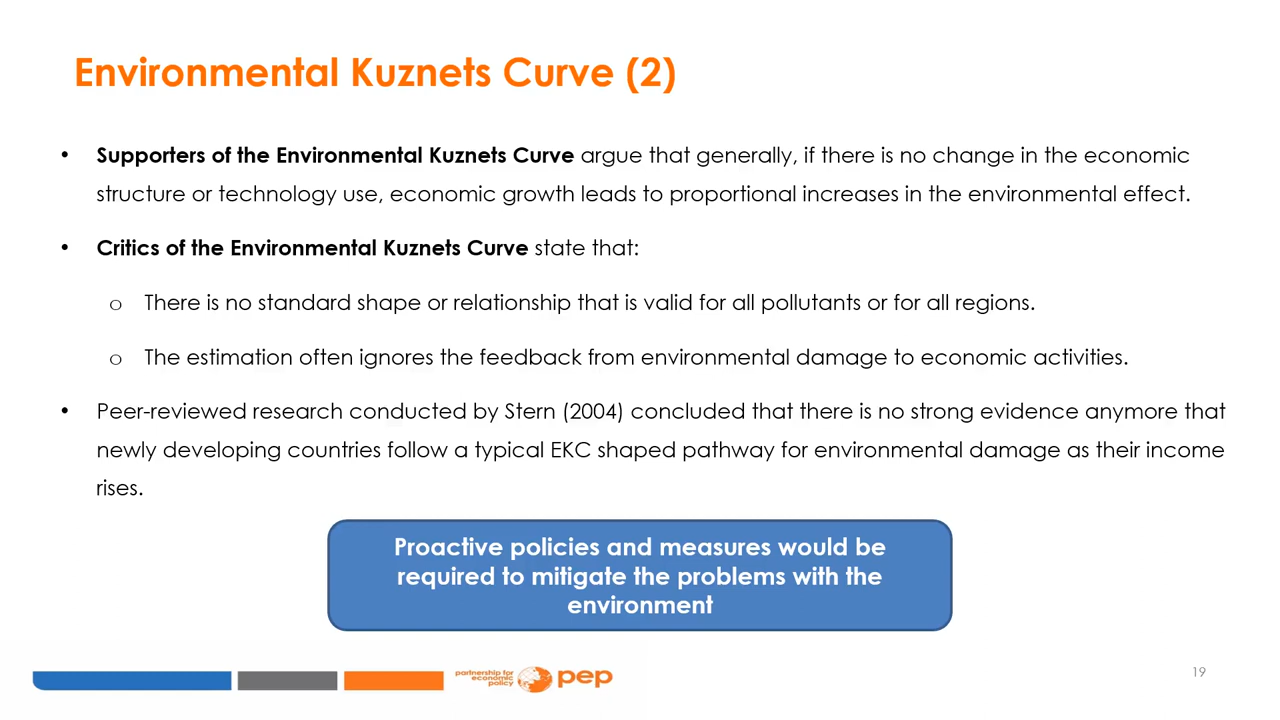 Environmental Kuznets Curve (2)
• Supporters of the Environmental Kuznets Curve argue that generally, if there is no change in the economic
structure or technology use, economic growth leads to proportional increases in the environmental effect.
• Critics of the Environmental Kuznets Curve state that:
o There is no standard shape or relationship that is valid for all pollutants or for all regions.
o The estimation often ignores the feedback from environmental damage to economic activities.
• Peer-reviewed research conducted by Stern (2004) concluded that there is no strong evidence anymore that
newly developing countries follow a typical EKC shaped pathway for environmental damage as their income
rises.
Proactive policies and measures would be
required to mitigate the problems with the
environment
partnership for
economic
policy
pep
19